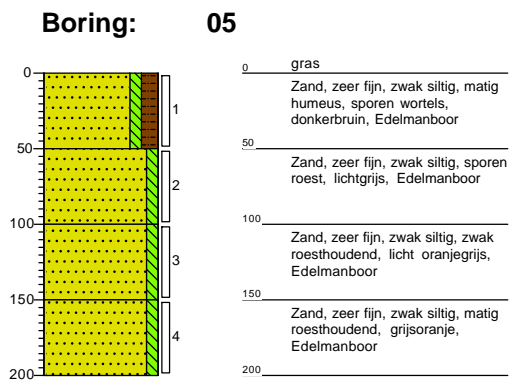 Boring: 05
0
50
100
150
200
1
2
3
4
0 gras
Zand, zeer fijn, zwak siltig, matig
humeus, sporen wortels,
donkerbruin, Edelmanboor
50
Zand, zeer fijn, zwak siltig, sporen
roest, lichtgrijs, Edelmanboor
100
Zand, zeer fijn, zwak siltig, zwak
roesthoudend, licht oranjegrijs,
Edelmanboor
150
Zand, zeer fijn, zwak siltig, matig
roesthoudend, grijsoranje,
Edelmanboor
200